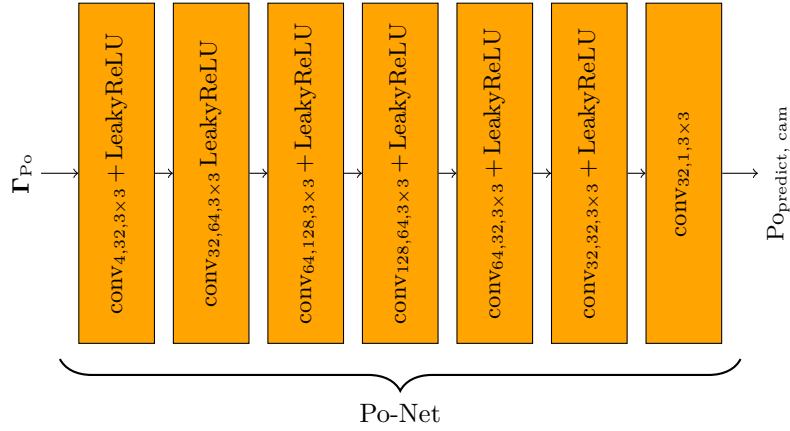 𝚪_Po
conv_{4,32,3×3} + LeakyReLU
conv_{32,64,3×3} LeakyReLU
conv_{64,128,3×3} + LeakyReLU
conv_{128,64,3×3} + LeakyReLU
conv_{64,32,3×3} + LeakyReLU
conv_{32,32,3×3} + LeakyReLU
conv_{32,1,3×3}
Po_{predict, cam}
Po-Net